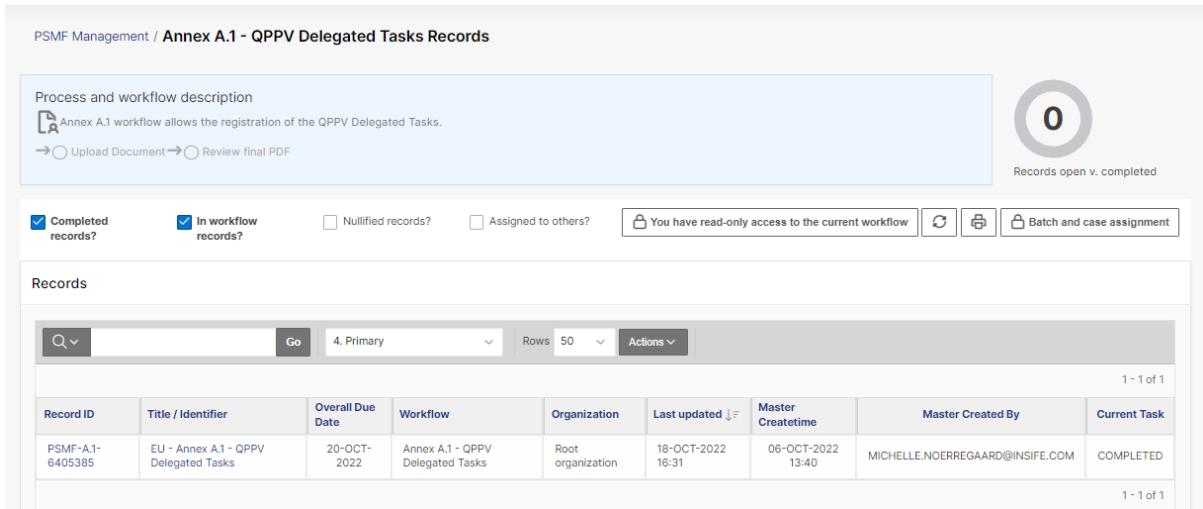 PSMF Management / Annex A.1 - QPPV Delegated Tasks Records
Process and workflow description
Annex A.1 workflow allows the registration of the QPPV Delegated Tasks.
Upload Document Review final PDF
0
Records open v. completed
Completed records?
In workflow records?
Nullified records?
Assigned to others?
You have read-only access to the current workflow
Batch and case assignment
Records
Go
4. Primary
Rows 50
Actions
1 - 1 of 1
Record ID
Title / Identifier
Overall Due Date
Workflow
Organization
Last updated
Master Createtime
Master Created By
Current Task
PSMF-A.1-6405385
EU - Annex A.1 - QPPV Delegated Tasks
20-OCT-2022
Annex A.1 - QPPV Delegated Tasks
Root organization
18-OCT-2022 16:31
06-OCT-2022 13:40
MICHELLE.NOERREGAARD@INSIFE.COM
COMPLETED
1 - 1 of 1